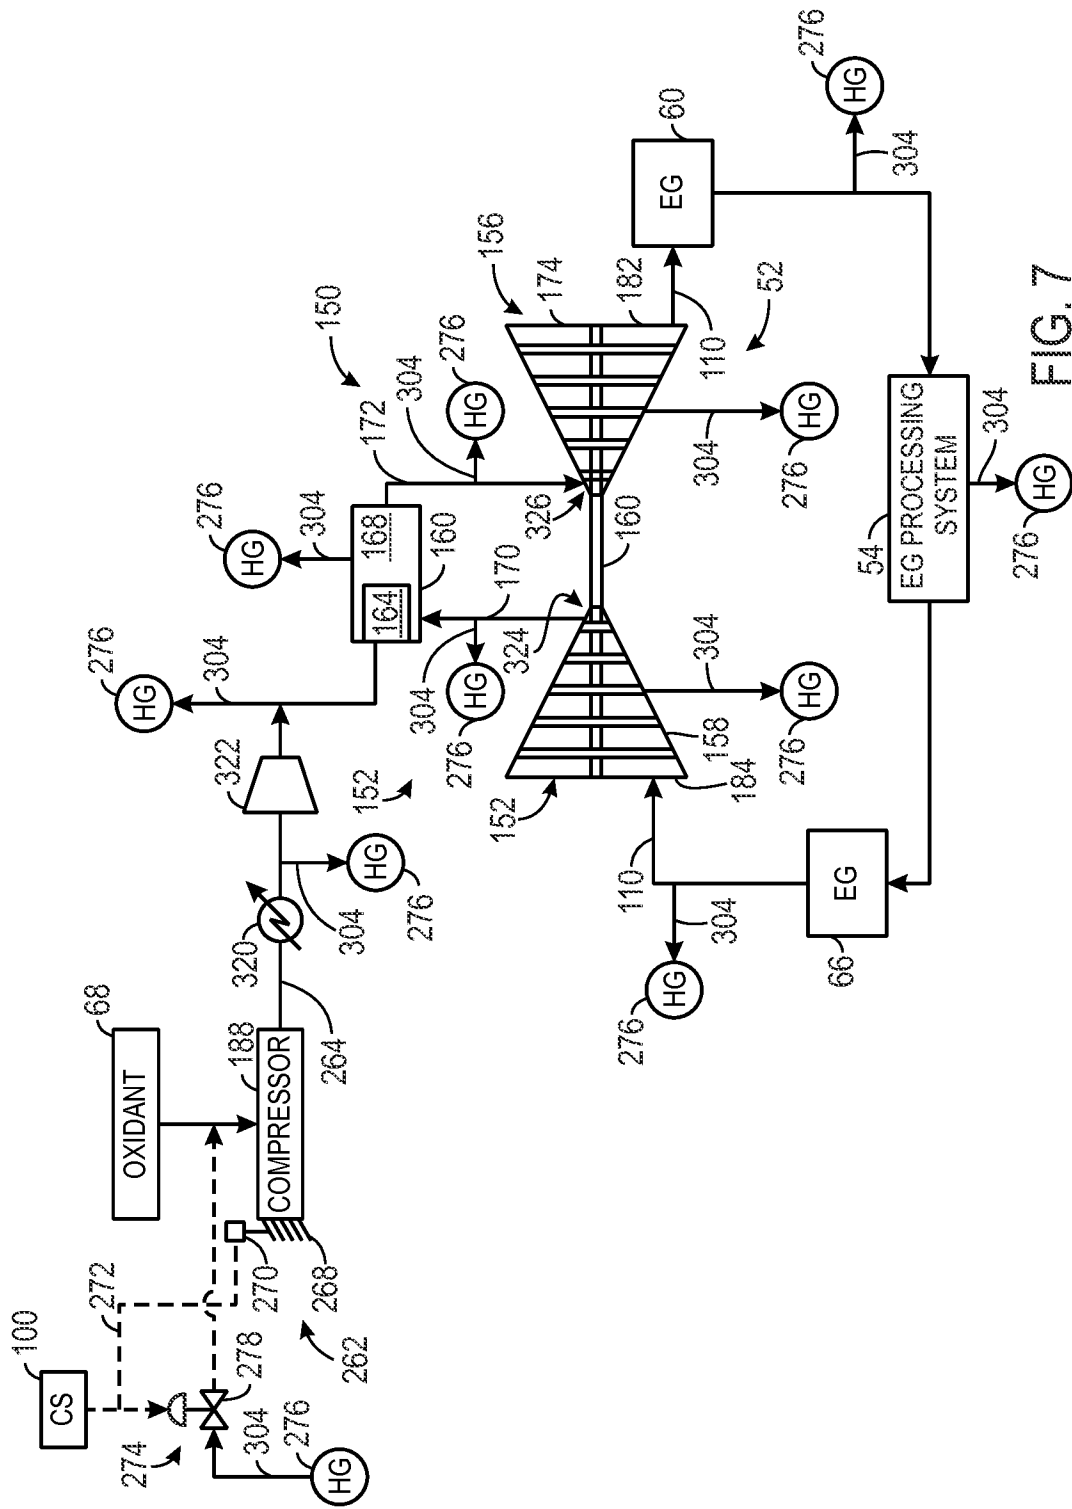 100
CS
272
68
OXIDANT
276
HG
274
304
276
HG
278
188
320
322
304
270
COMPRESSOR
276
HG
268
304
150
264
262
304
152
HG
276
164
168
172
304
276
HG
160
304
170
HG
276
152
324
326
156
174
160
182
60
EG
110
HG
276
304
158
184
304
304
110
52
276
HG
304
276
HG
276
HG
66
EG
54
EG PROCESSING
SYSTEM
304
276
HG
FIG. 7